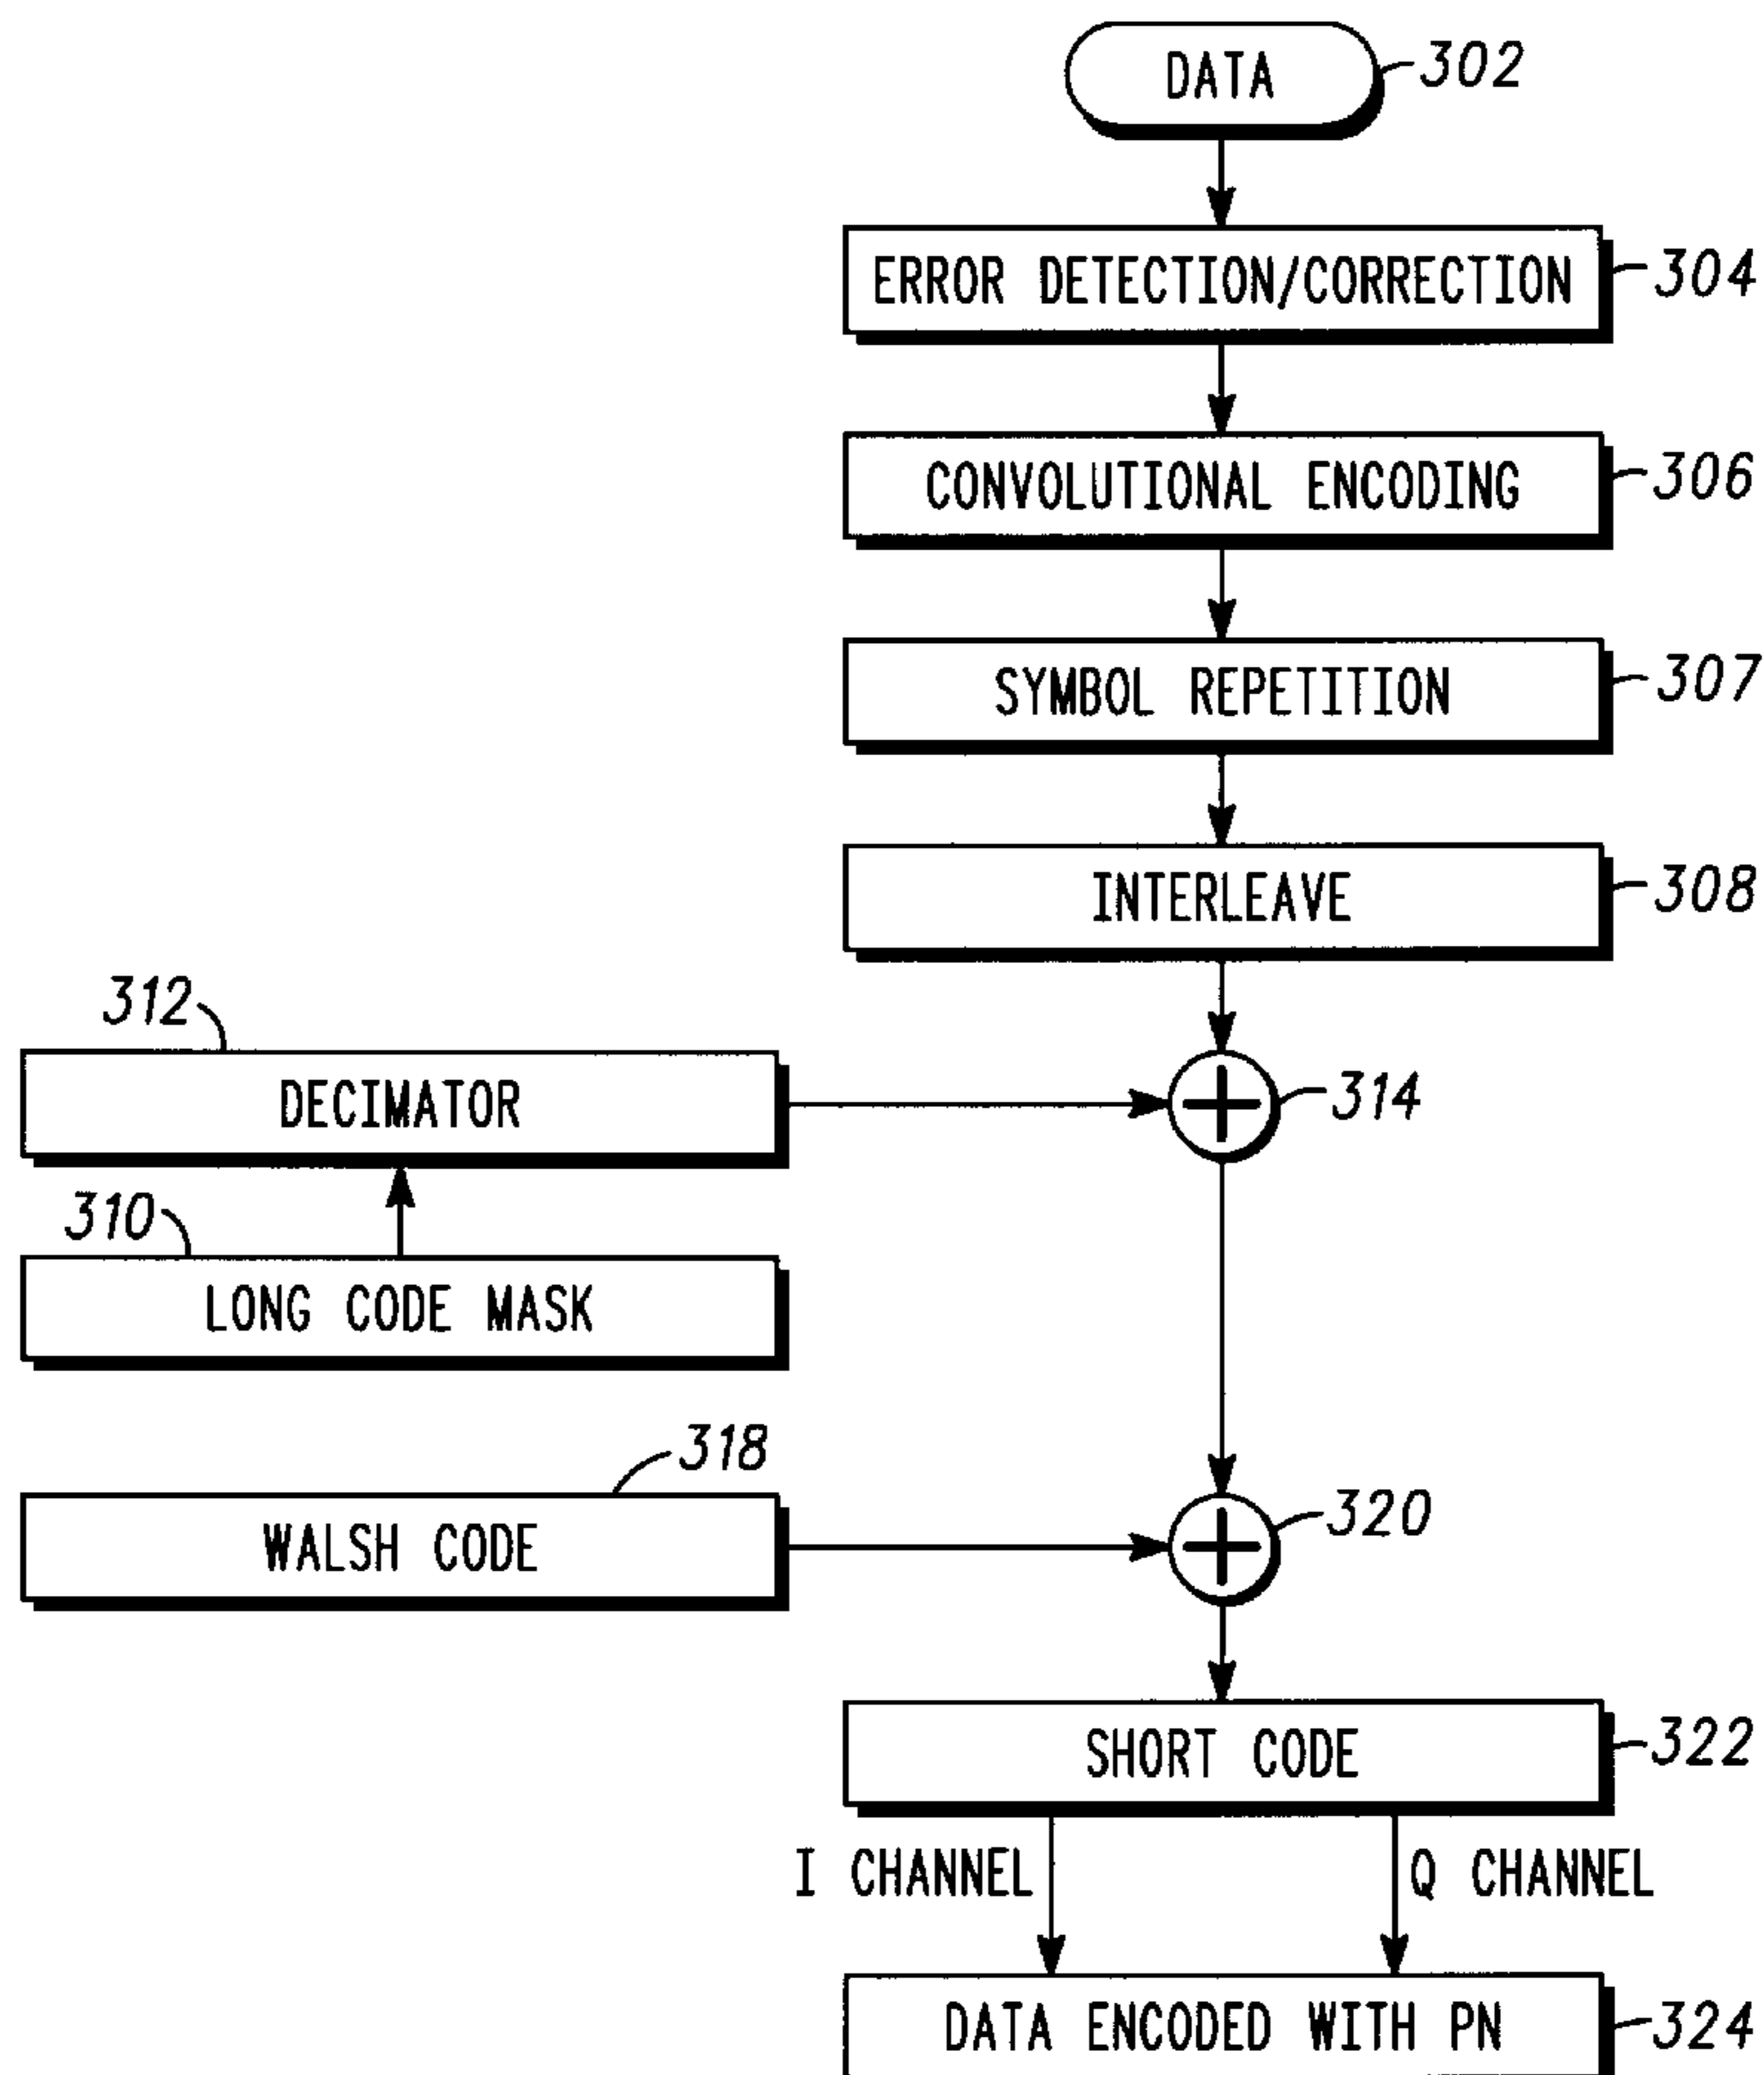 DATA 302
ERROR DETECTION/CORRECTION 304
CONVOLUTIONAL ENCODING 306
SYMBOL REPETITION 307
INTERLEAVE 308
312
DECIMATOR
314
310
LONG CODE MASK
318
WALSH CODE
320
SHORT CODE 322
I CHANNEL Q CHANNEL
DATA ENCODED WITH PN 324